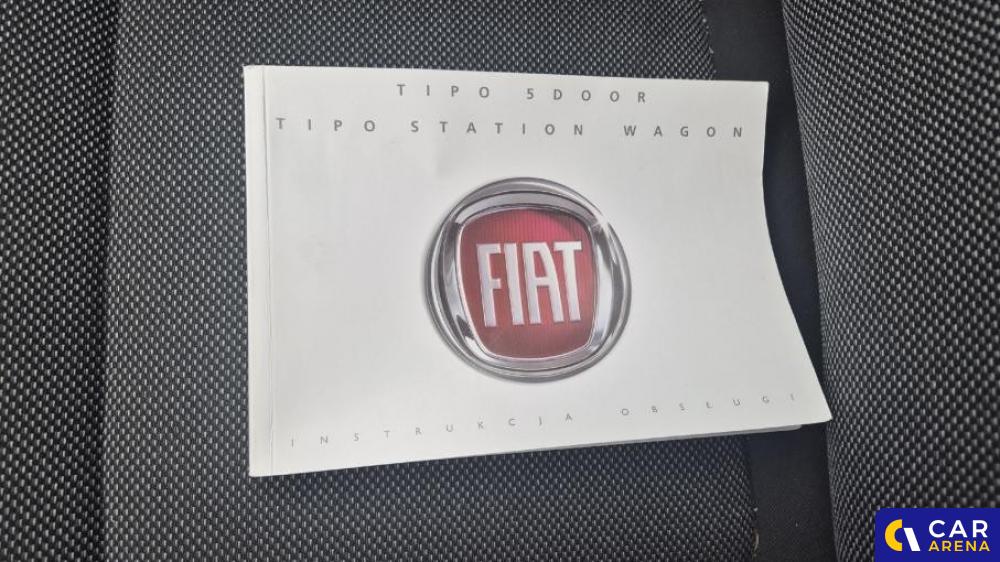 TIPO 5DOOR
TIPO STATION WAGON
FIAT
INSTRUKCJA OBSŁUGI
CAR
ARENA